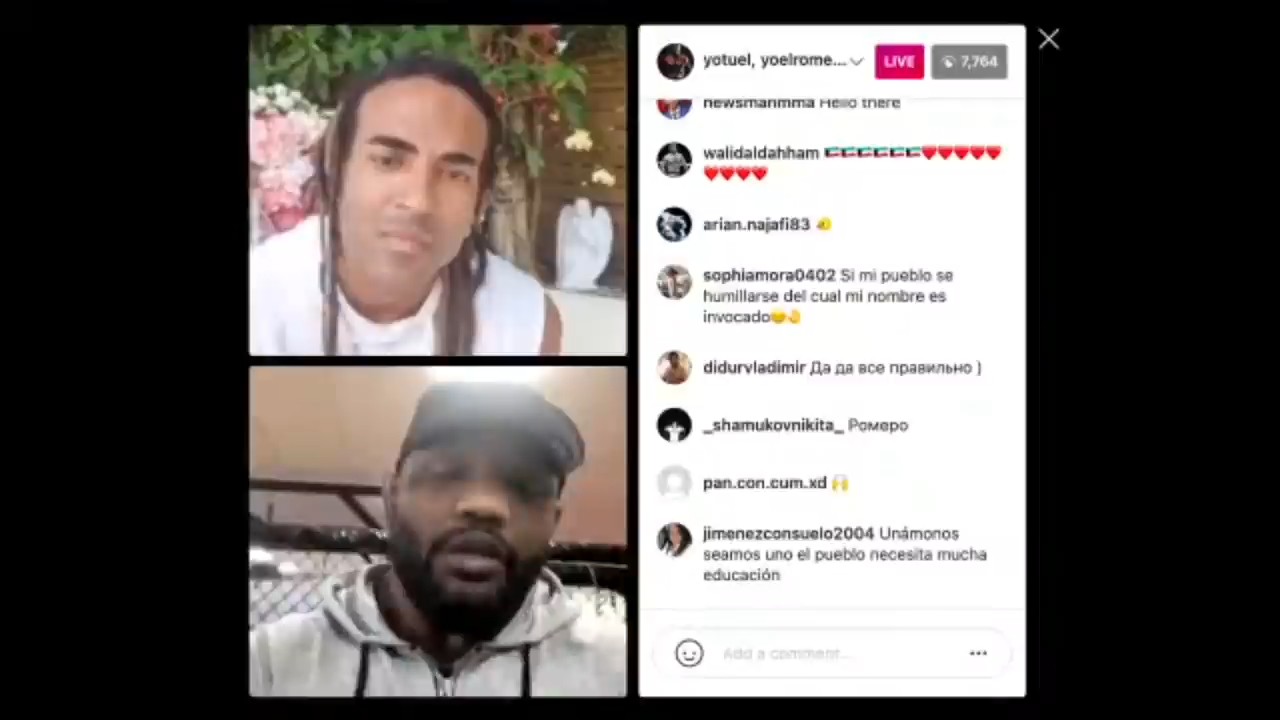 yotuel, yoelrome...
LIVE
7,764
newsmanmma Hello there
walidaldahham 🇰🇼🇰🇼🇰🇼🇰🇼🇰🇼🇰🇼❤️❤️❤️❤️❤️
❤️❤️❤️❤️
arian.najafi83
sophiamora0402 Si mi pueblo se
humillarse del cual mi nombre es
invocado
didurvladimir Да да все правильно )
_shamukovnikita_ Ромеро
pan.con.cum.xd 🙌
jimenezconsuelo2004 Unámonos
seamos uno el pueblo necesita mucha
educación
Add a comment...